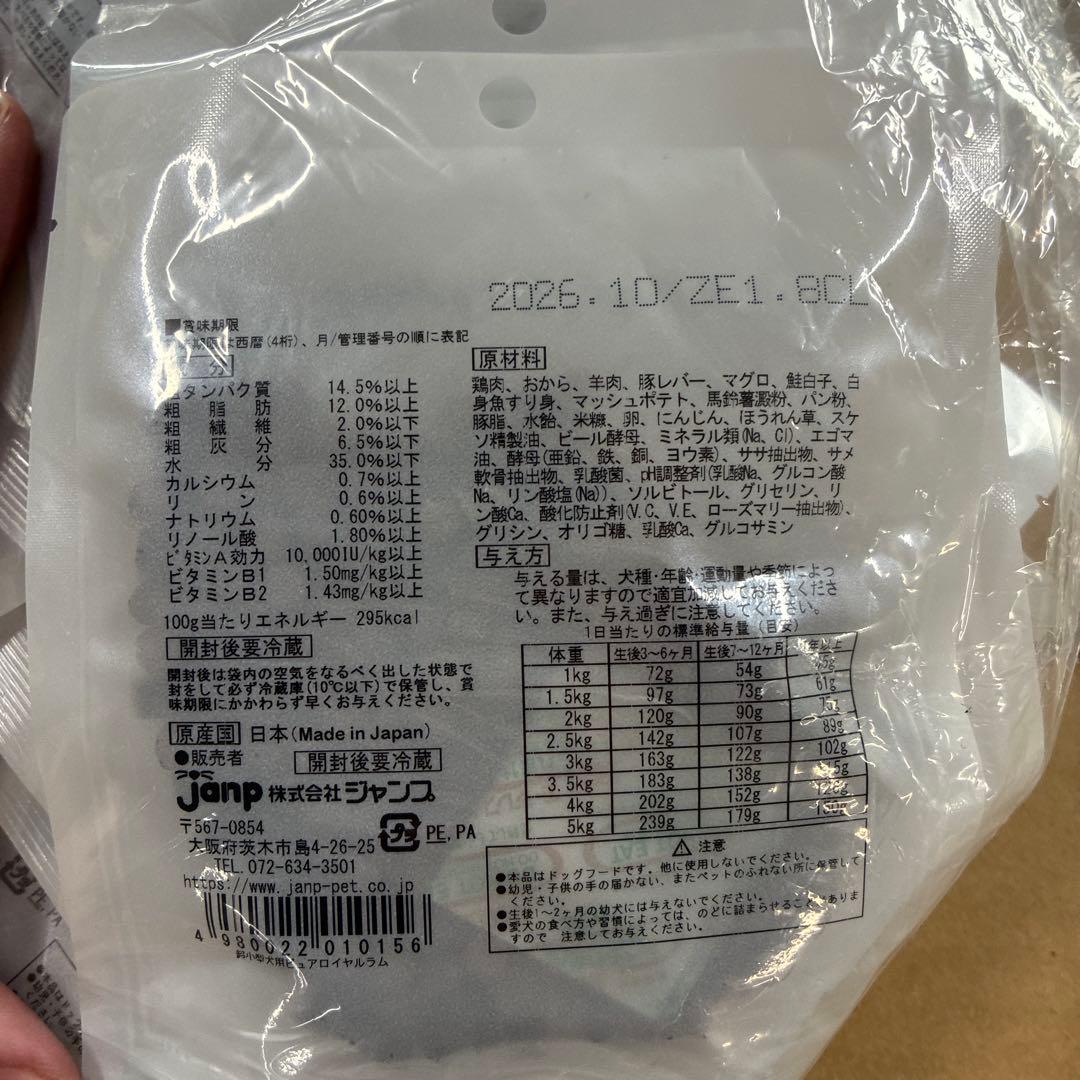 2026.10/ZE1.8CL
賞味期限
期限は西暦(4桁)、月/管理番号の順に表記
分
タンパク質 14.5%以上
粗脂肪 12.0%以上
粗繊維 2.0%以下
粗灰分 6.5%以下
水分 35.0%以下
カルシウム 0.7%以上
リン 0.6%以上
ナトリウム 0.60%以上
リノール酸 1.80%以上
ビタミンA効力 10,000IU/kg以上
ビタミンB1 1.50mg/kg以上
ビタミンB2 1.43mg/kg以上
100g当たりエネルギー 295kcal
開封後要冷蔵
開封後は袋内の空気をなるべく出した状態で
封をして必ず冷蔵庫(10℃以下)で保管し、賞
味期限にかかわらず早くお与えください。
原産国 日本(Made in Japan)
●販売者 開封後要冷蔵
janp 株式会社ジャンプ
〒567-0854
大阪府茨木市島4-26-25
プラ PE,PA
TEL.072-634-3501
https://www.janp-pet.co.jp
4 980022 010156
鈴小型犬用ピュアロイヤルラム
原材料
鶏肉、おから、羊肉、豚レバー、マグロ、鮭白子、白
身魚すり身、マッシュポテト、馬鈴薯澱粉、パン粉、
豚脂、水飴、米糠、卵、にんじん、ほうれん草、スケ
ソ精製油、ビール酵母、ミネラル類(Na、Cl)、エゴマ
油、酵母(亜鉛、鉄、銅、ヨウ素)、ササ抽出物、サメ
軟骨抽出物、乳酸菌、pH調整剤(乳酸Na、グルコン酸
Na、リン酸塩(Na))、ソルビトール、グリセリン、リ
ン酸Ca、酸化防止剤(V.C、V.E、ローズマリー抽出物)、
グリシン、オリゴ糖、乳酸Ca、グルコサミン
与え方
与える量は、犬種・年齢・運動量や季節によっ
て異なりますので適宜加減してお与えくださ
い。また、与え過ぎに注意してください。
1日当たりの標準給与量(目安)
体重 生後3～6ヶ月 生後7～12ヶ月 年以上
1kg 72g 54g
1.5kg 97g 73g 61g
2kg 120g 90g 75g
2.5kg 142g 107g 89g
3kg 163g 122g 102g
3.5kg 183g 138g
4kg 202g 152g
5kg 239g 179g
注意
●本品はドッグフードです。他に使用しないでください。
●幼児・子供の手の届かない、またペットのふれない所に保管して
ください。
●生後1～2ヶ月の幼犬には与えないでください。
●愛犬の食べ方や習慣によっては、のどに詰まらせることがありま
すので 注意してお与えください。